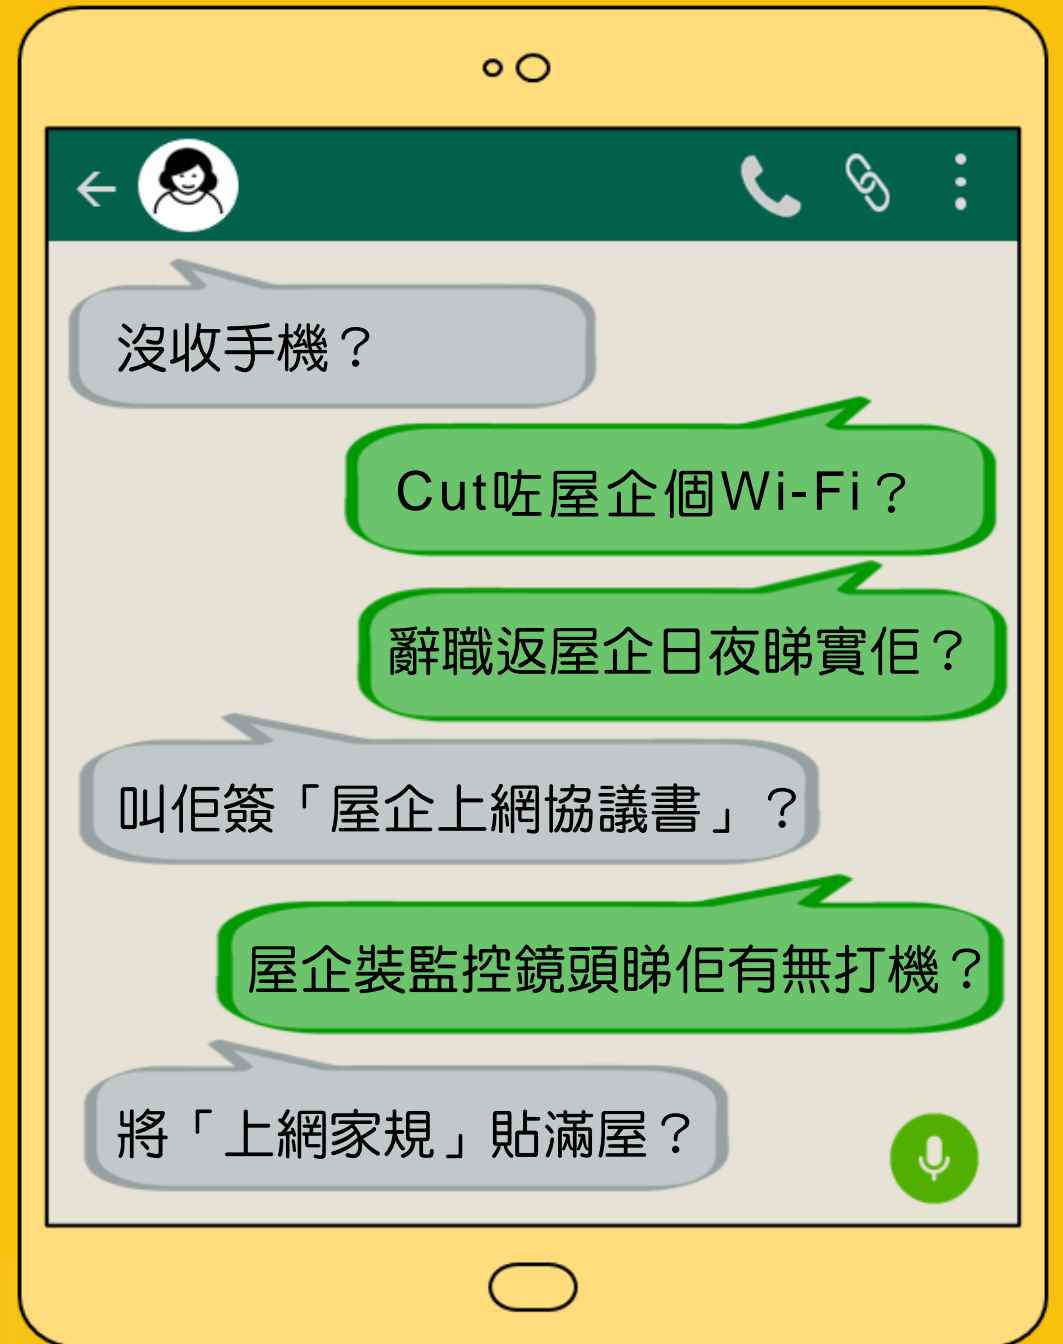 沒收手機？
Cut咗屋企個Wi-Fi？
辭職返屋企日夜睇實佢？
叫佢簽「屋企上網協議書」？
屋企裝監控鏡頭睇佢有無打機？
將「上網家規」貼滿屋？